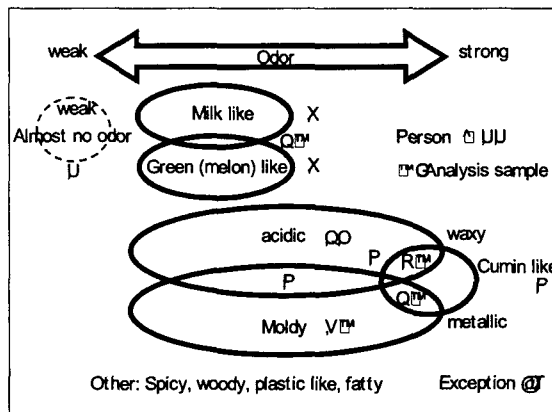 weak
strong
Odor
weak
Almost no odor
Milk like
X
Green (melon) like
X
Person
Analysis sample
acidic
waxy
P
Cumin like
P
P
Moldy
metallic
Other: Spicy, woody, plastic like, fatty
Exception